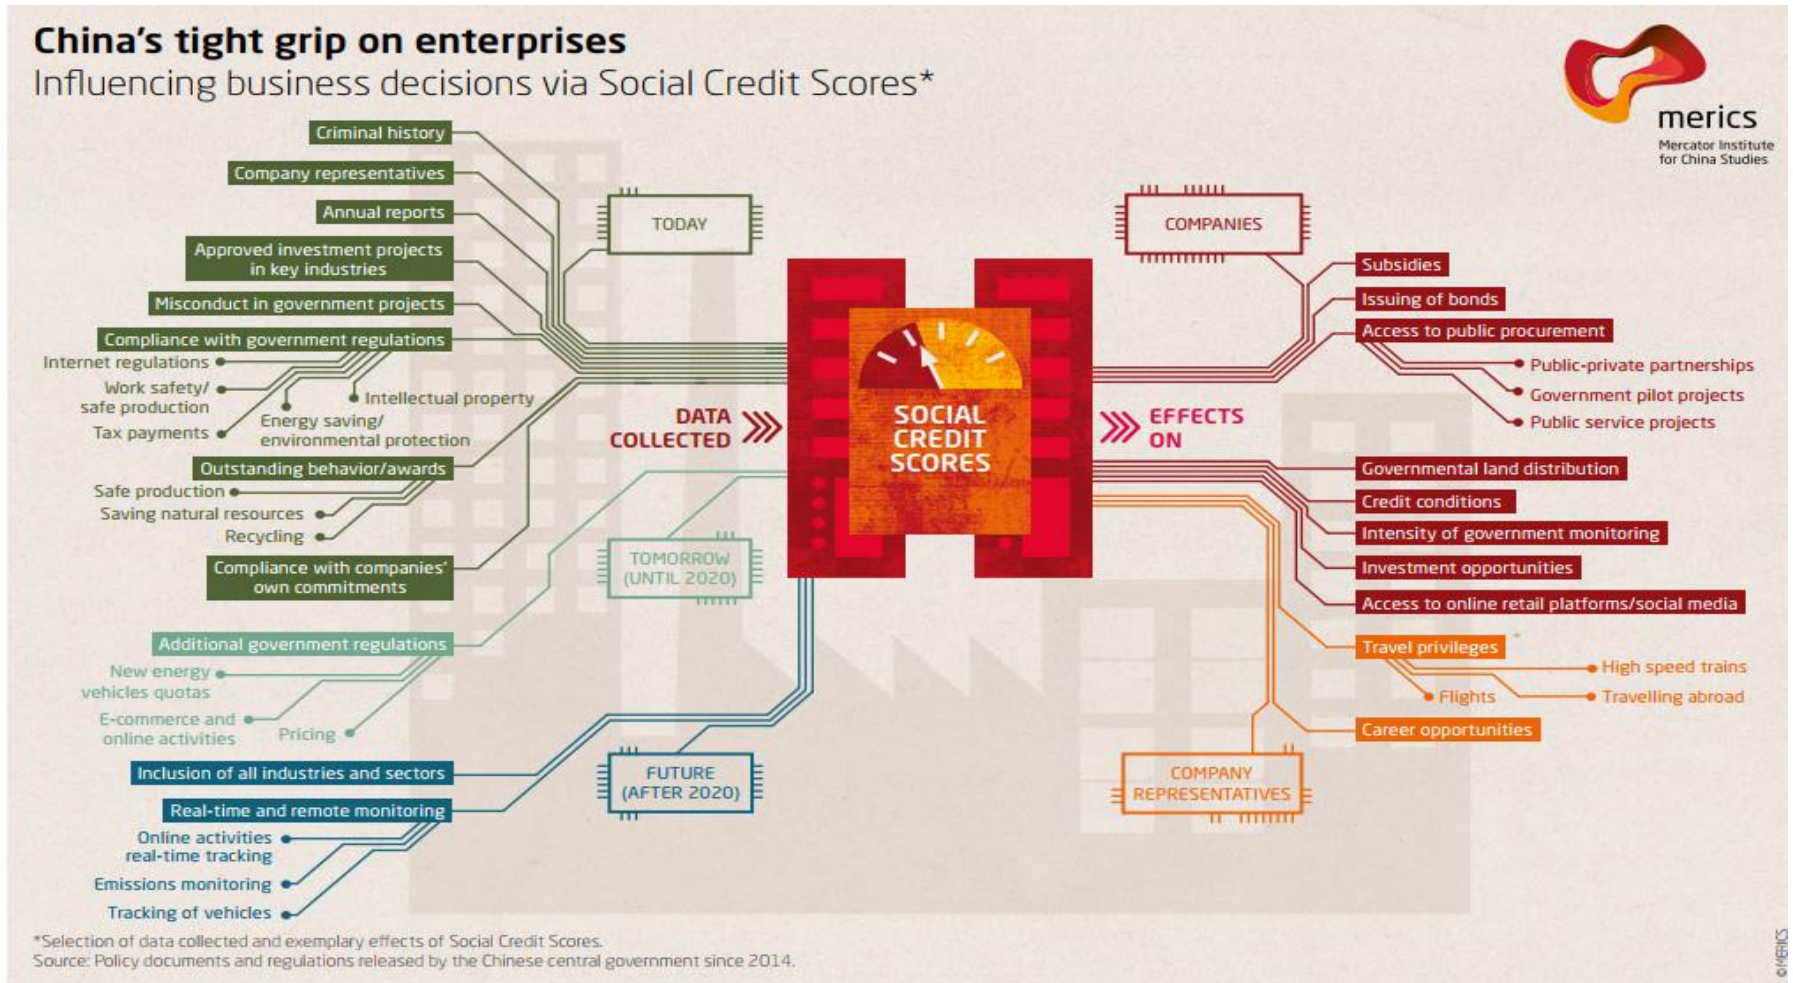 China's tight grip on enterprises
Influencing business decisions via Social Credit Scores*
merics
Mercator Institute
for China Studies
Criminal history
Company representatives
Annual reports
Approved investment projects
in key industries
Misconduct in government projects
Compliance with government regulations
Internet regulations
Work safety/
safe production
Tax payments
Energy saving/
environmental protection
Intellectual property
Outstanding behavior/awards
Safe production
Saving natural resources
Recycling
Compliance with companies'
own commitments
Additional government regulations
New energy
vehicles quotas
E-commerce and
online activities
Pricing
Inclusion of all industries and sectors
Real-time and remote monitoring
Online activities
real-time tracking
Emissions monitoring
Tracking of vehicles
TODAY
DATA
COLLECTED
TOMORROW
(UNTIL 2020)
FUTURE
(AFTER 2020)
SOCIAL
CREDIT
SCORES
EFFECTS
ON
COMPANIES
Subsidies
Issuing of bonds
Access to public procurement
Public-private partnerships
Government pilot projects
Public service projects
Governmental land distribution
Credit conditions
Intensity of government monitoring
Investment opportunities
Access to online retail platforms/social media
Travel privileges
High speed trains
Flights
Travelling abroad
Career opportunities
COMPANY
REPRESENTATIVES
*Selection of data collected and exemplary effects of Social Credit Scores.
Source: Policy documents and regulations released by the Chinese central government since 2014.
© MERICS